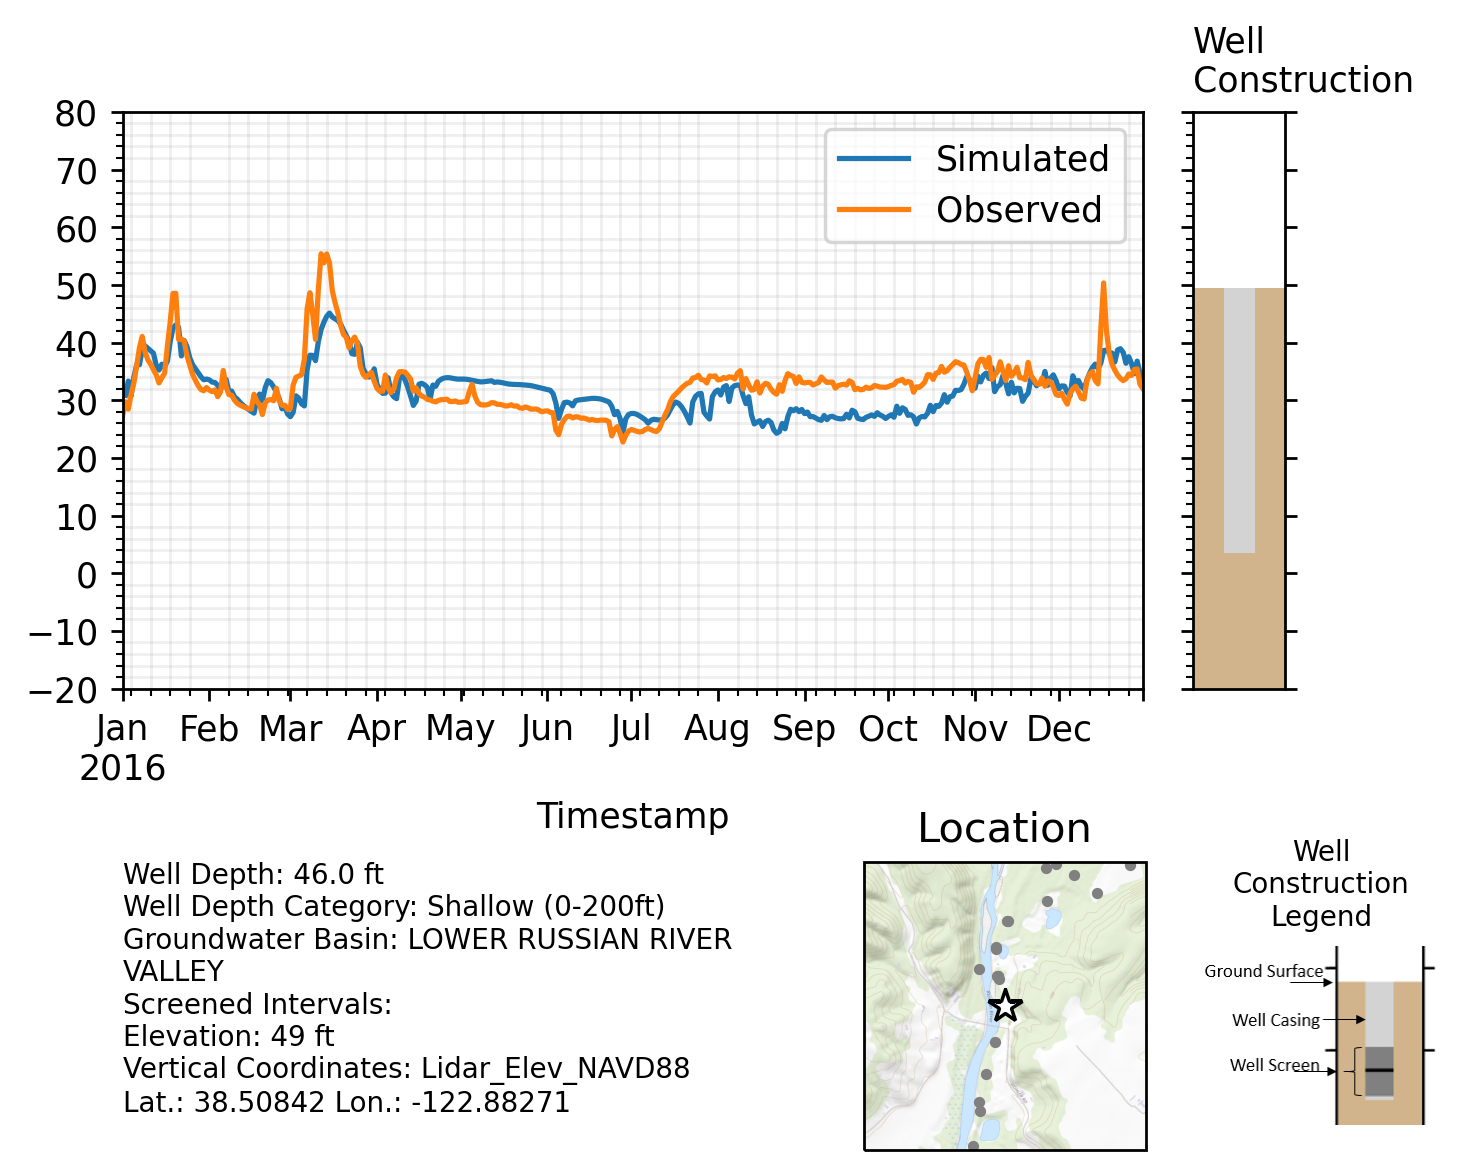 Well
Construction
80
70
60
50
40
30
20
10
0
−10
−20
Simulated
Observed
Jan Feb Mar Apr May Jun Jul Aug Sep Oct Nov Dec
2016
Timestamp
Well Depth: 46.0 ft
Well Depth Category: Shallow (0-200ft)
Groundwater Basin: LOWER RUSSIAN RIVER
VALLEY
Screened Intervals:
Elevation: 49 ft
Vertical Coordinates: Lidar_Elev_NAVD88
Lat.: 38.50842 Lon.: -122.88271
Location
Well
Construction
Legend
Ground Surface
Well Casing
Well Screen